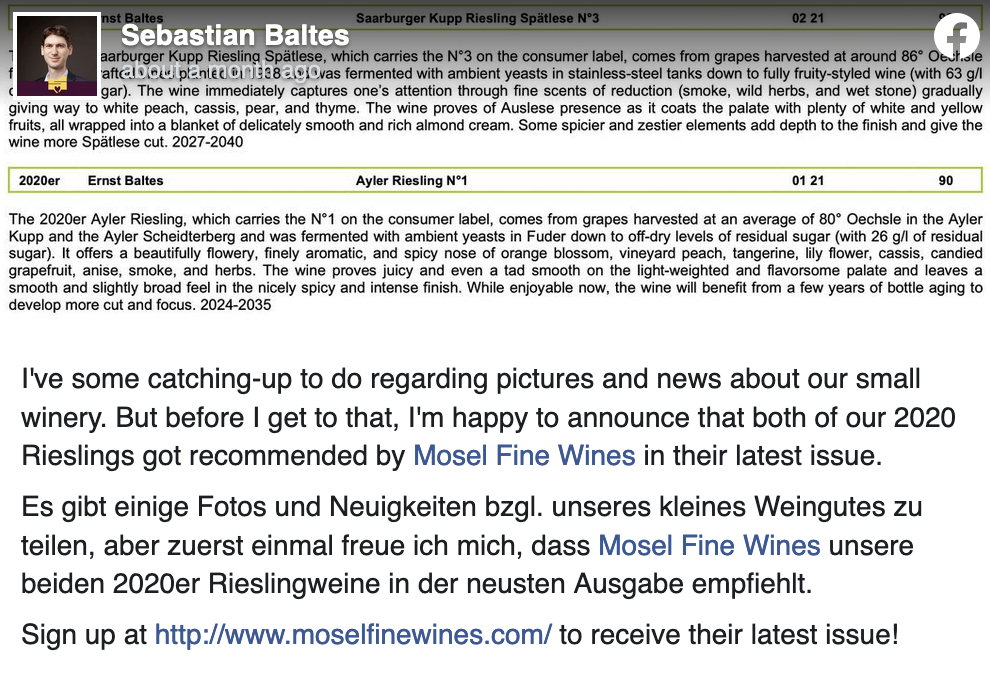 Baltes Saarburger Kupp Riesling Spätlese N°3 02 21
Sebastian Baltes
about a month ago
Kupp Riesling Spätlese, which carries the N°3 on the consumer label, comes from grapes harvested at around 86° Oechsle
was fermented with ambient yeasts in stainless-steel tanks down to fully fruity-styled wine (with 63 g/l
The wine immediately captures one's attention through fine scents of reduction (smoke, wild herbs, and wet stone) gradually
giving way to white peach, cassis, pear, and thyme. The wine proves of Auslese presence as it coats the palate with plenty of white and yellow
fruits, all wrapped into a blanket of delicately smooth and rich almond cream. Some spicier and zestier elements add depth to the finish and give the
wine more Spätlese cut. 2027-2040
2020er Ernst Baltes Ayler Riesling N°1 01 21 90
The 2020er Ayler Riesling, which carries the N°1 on the consumer label, comes from grapes harvested at an average of 80° Oechsle in the Ayler
Kupp and the Ayler Scheidterberg and was fermented with ambient yeasts in Fuder down to off-dry levels of residual sugar (with 26 g/l of residual
sugar). It offers a beautifully flowery, finely aromatic, and spicy nose of orange blossom, vineyard peach, tangerine, lily flower, cassis, candied
grapefruit, anise, smoke, and herbs. The wine proves juicy and even a tad smooth on the light-weighted and flavorsome palate and leaves a
smooth and slightly broad feel in the nicely spicy and intense finish. While enjoyable now, the wine will benefit from a few years of bottle aging to
develop more cut and focus. 2024-2035
I've some catching-up to do regarding pictures and news about our small
winery. But before I get to that, I'm happy to announce that both of our 2020
Rieslings got recommended by Mosel Fine Wines in their latest issue.
Es gibt einige Fotos und Neuigkeiten bzgl. unseres kleines Weingutes zu
teilen, aber zuerst einmal freue ich mich, dass Mosel Fine Wines unsere
beiden 2020er Rieslingweine in der neusten Ausgabe empfiehlt.
Sign up at http://www.moselfinewines.com/ to receive their latest issue!